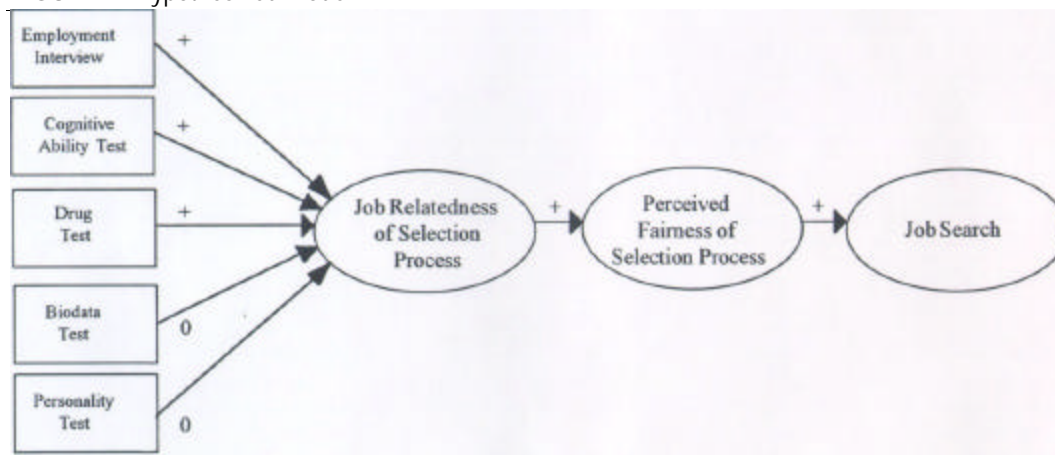 Employment
Interview
+
Cognitive
Ability Test
+
Drug
Test
+
Biodata
Test
0
Personality
Test
0
Job Relatedness
of Selection
Process
+
Perceived
Fairness of
Selection Process
+
Job Search